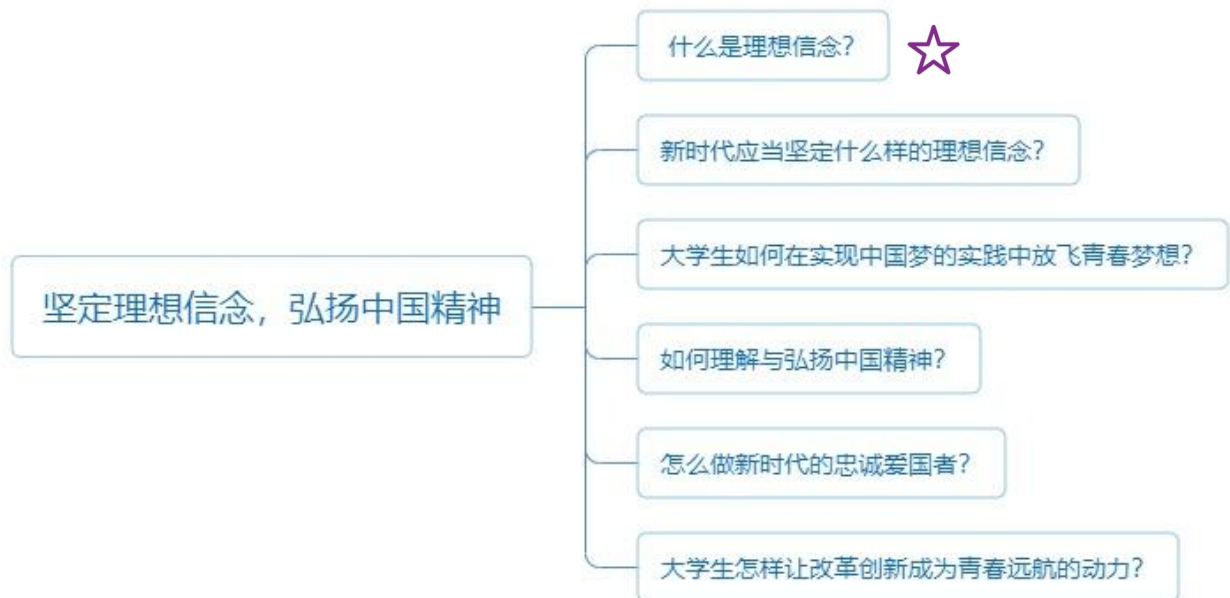 什么是理想信念？
新时代应当坚定什么样的理想信念？
大学生如何在实现中国梦的实践中放飞青春梦想？
坚定理想信念，弘扬中国精神
如何理解与弘扬中国精神？
怎么做新时代的忠诚爱国者？
大学生怎样让改革创新成为青春远航的动力？